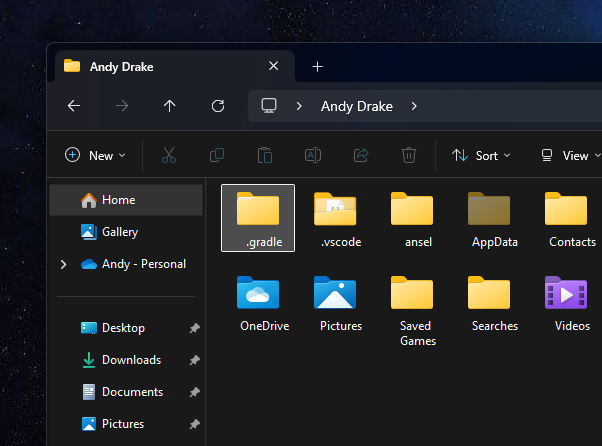 Andy Drake
Andy Drake
New
Sort
View
Home
Gallery
Andy - Personal
Desktop
Downloads
Documents
Pictures
.gradle
.vscode
ansel
AppData
Contacts
OneDrive
Pictures
Saved
Games
Searches
Videos